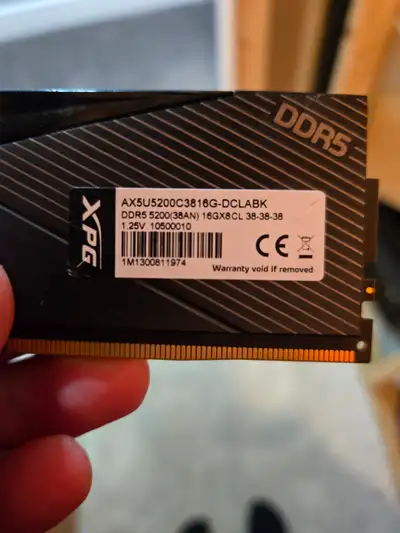 DDR5
XPG
AX5U5200C3816G-DCLABK
DDR5 5200(38AN) 16GX8CL 38-38-38
1.25V 10500010
1M1300811974
CE
Warranty void if removed